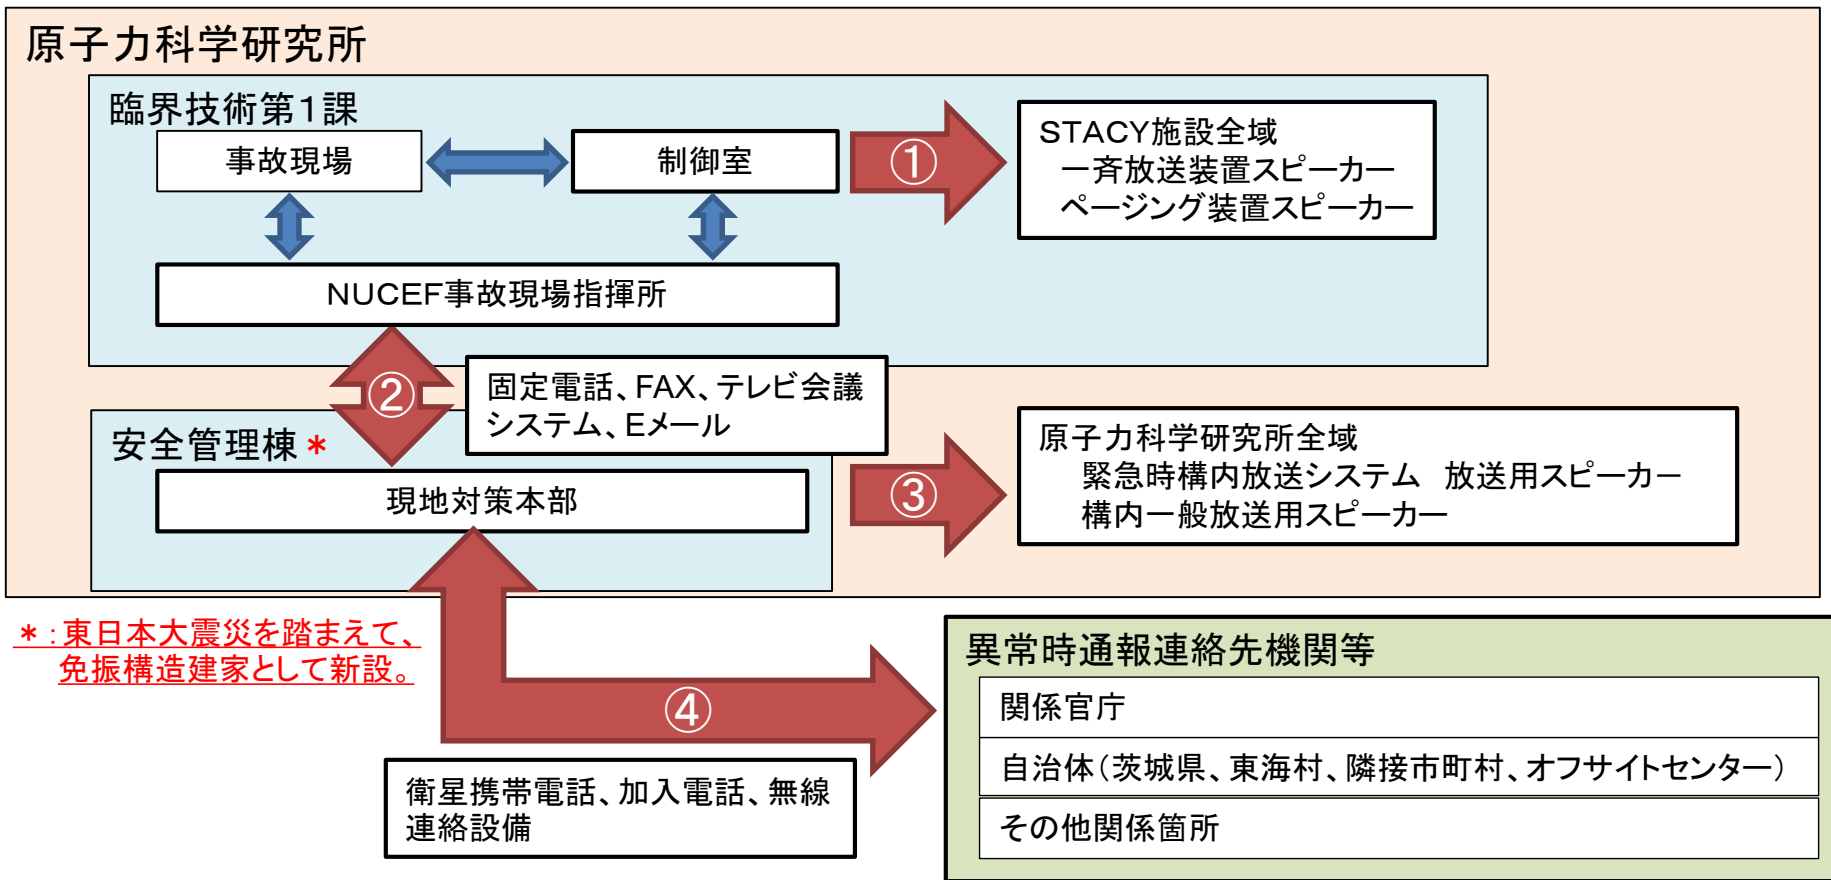 原子力科学研究所
臨界技術第1課
事故現場
制御室
①
STACY施設全域
一斉放送装置スピーカー
ページング装置スピーカー
NUCEF事故現場指揮所
②
固定電話、FAX、テレビ会議
システム、Eメール
安全管理棟*
現地対策本部
③
原子力科学研究所全域
緊急時構内放送システム 放送用スピーカー
構内一般放送用スピーカー
*：東日本大震災を踏まえて、
免振構造建家として新設。
④
衛星携帯電話、加入電話、無線
連絡設備
異常時通報連絡先機関等
関係官庁
自治体（茨城県、東海村、隣接市町村、オフサイトセンター）
その他関係箇所